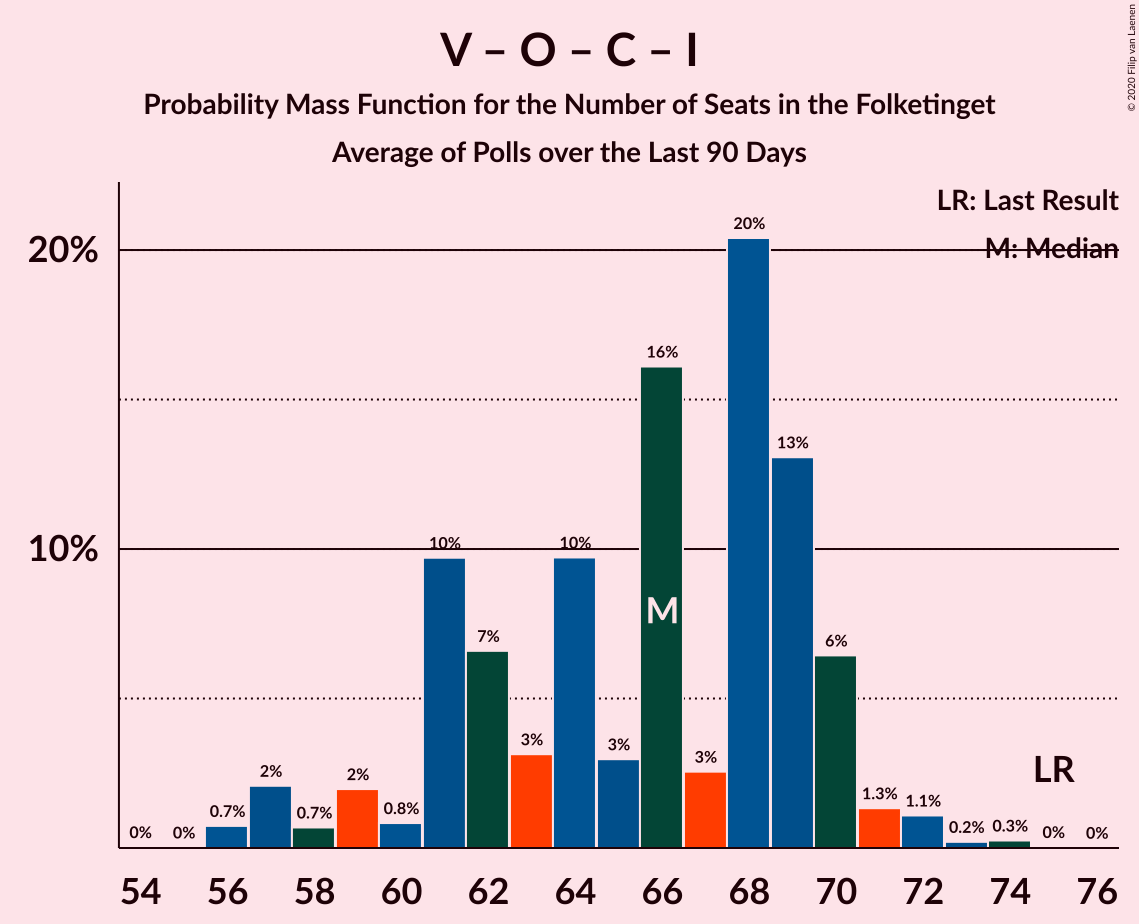 V – O – C – I
Probability Mass Function for the Number of Seats in the Folketinget
Average of Polls over the Last 90 Days
© 2020 Filip van Laenen
LR: Last Result
M: Median
20%
10%
0%
0%
0.7%
2%
0.7%
2%
0.8%
10%
7%
3%
10%
3%
16%
3%
20%
13%
6%
1.3%
1.1%
0.2%
0.3%
0%
0%
M
LR
54 56 58 60 62 64 66 68 70 72 74 76